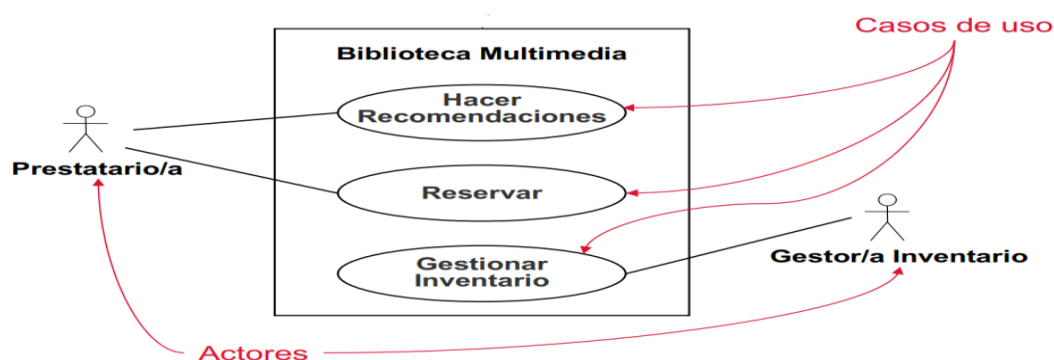 Casos de uso
Biblioteca Multimedia
Hacer
Recomendaciones
Prestatario/a
Reservar
Gestionar
Inventario
Gestor/a Inventario
Actores